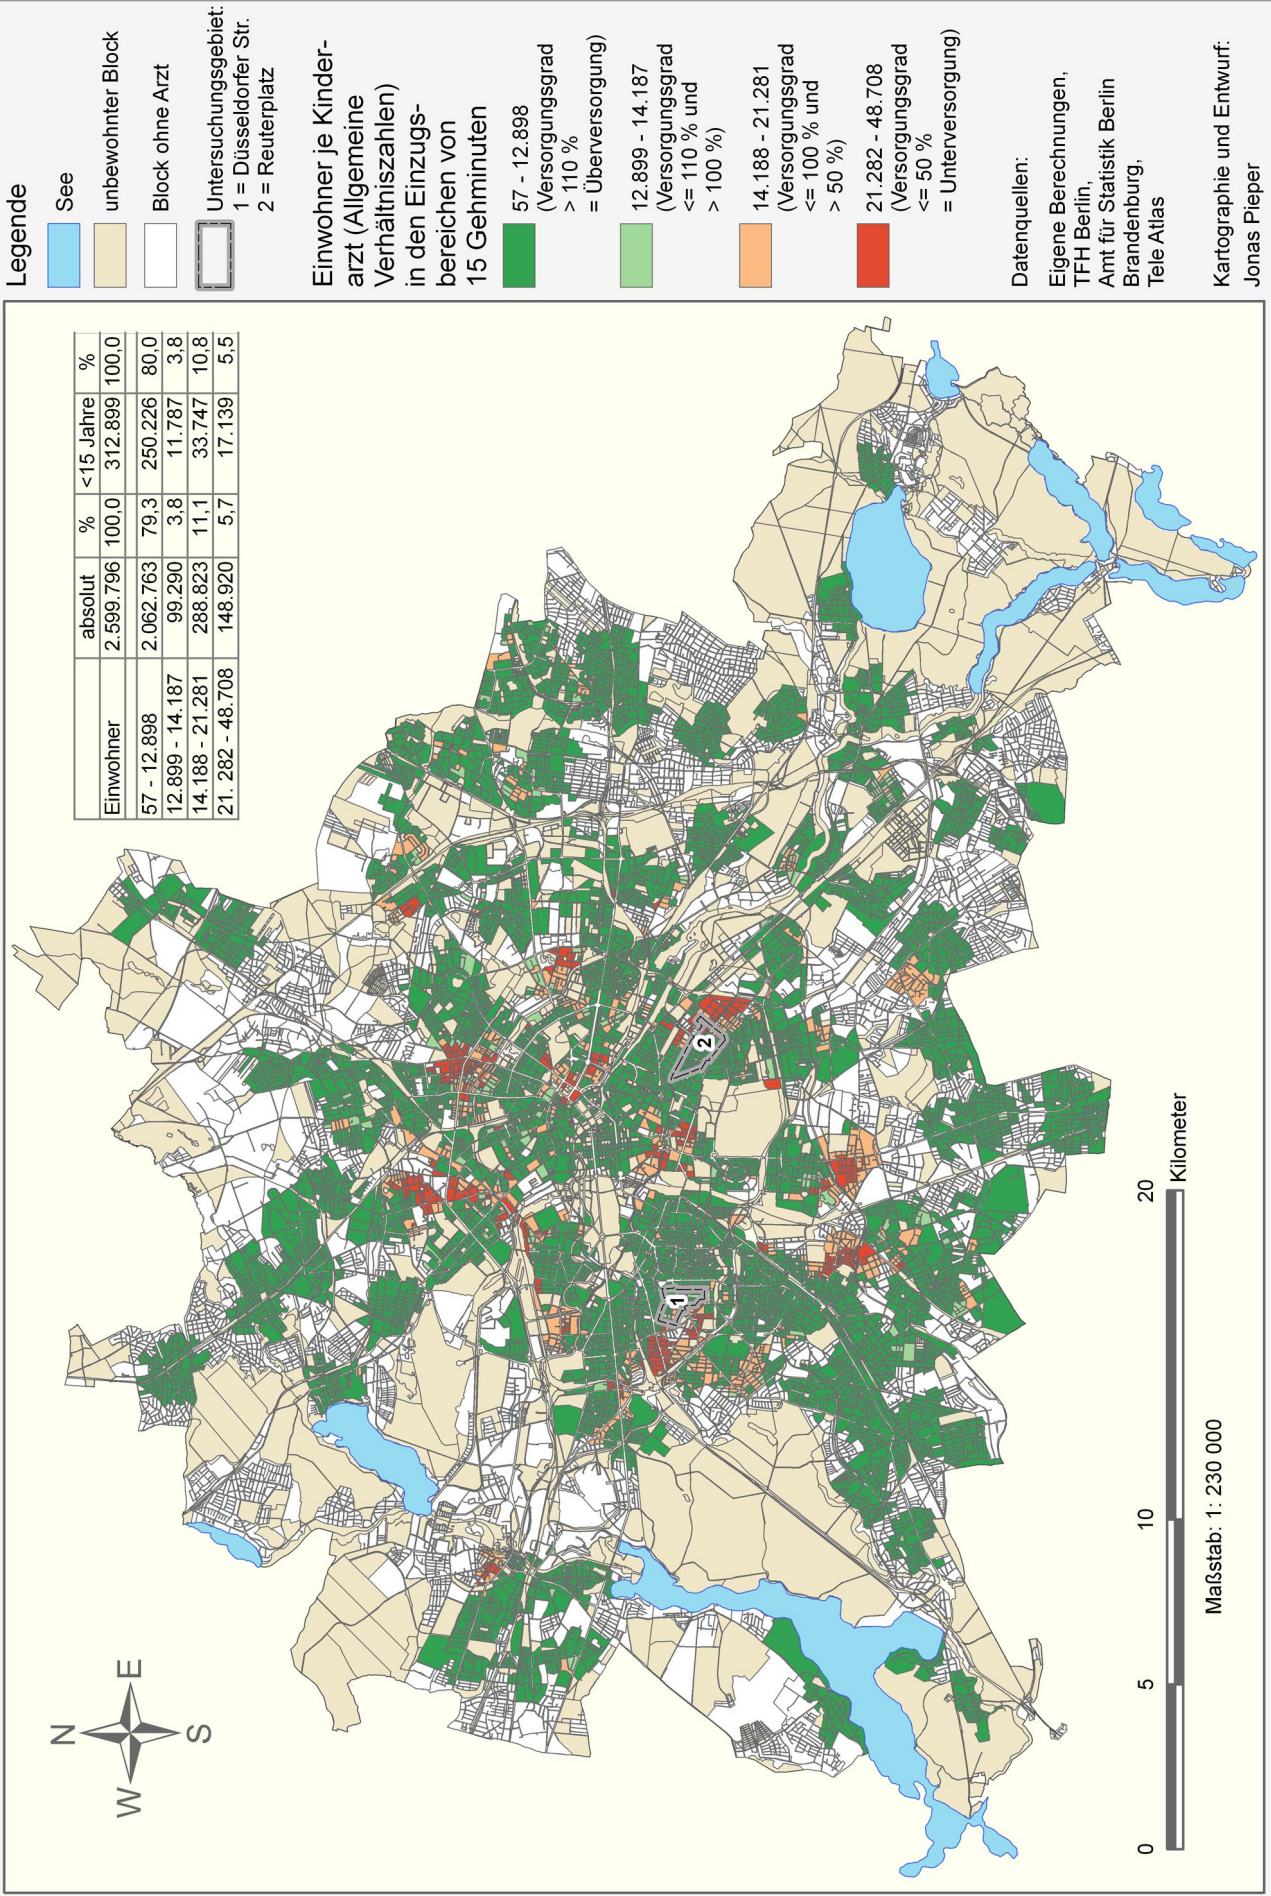 Legende
See
unbewohnter Block
Block ohne Arzt
Untersuchungsgebiet:
1 = Düsseldorfer Str.
2 = Reuterplatz
Einwohner je Kinder-
arzt (Allgemeine
Verhältniszahlen)
in den Einzugs-
bereichen von
15 Gehminuten
57 - 12.898
(Versorgungsgrad
> 110 %
= Überversorgung)
12.899 - 14.187
(Versorgungsgrad
<= 110 % und
> 100 %)
14.188 - 21.281
(Versorgungsgrad
<= 100 % und
> 50 %)
21.282 - 48.708
(Versorgungsgrad
<= 50 %
= Unterversorgung)
Datenquellen:
Eigene Berechnungen,
TFH Berlin,
Amt für Statistik Berlin
Brandenburg,
Tele Atlas
Kartographie und Entwurf:
Jonas Pieper
absolut % <15 Jahre %
Einwohner 2.599.796 100,0 312.899 100,0
57 - 12.898 2.062.763 79,3 250.226 80,0
12.899 - 14.187 99.290 3,8 11.787 3,8
14.188 - 21.281 288.823 11,1 33.747 10,8
21. 282 - 48.708 148.920 5,7 17.139 5,5
N
W E
S
1
2
0 5 10 20
Kilometer
Maßstab: 1: 230 000